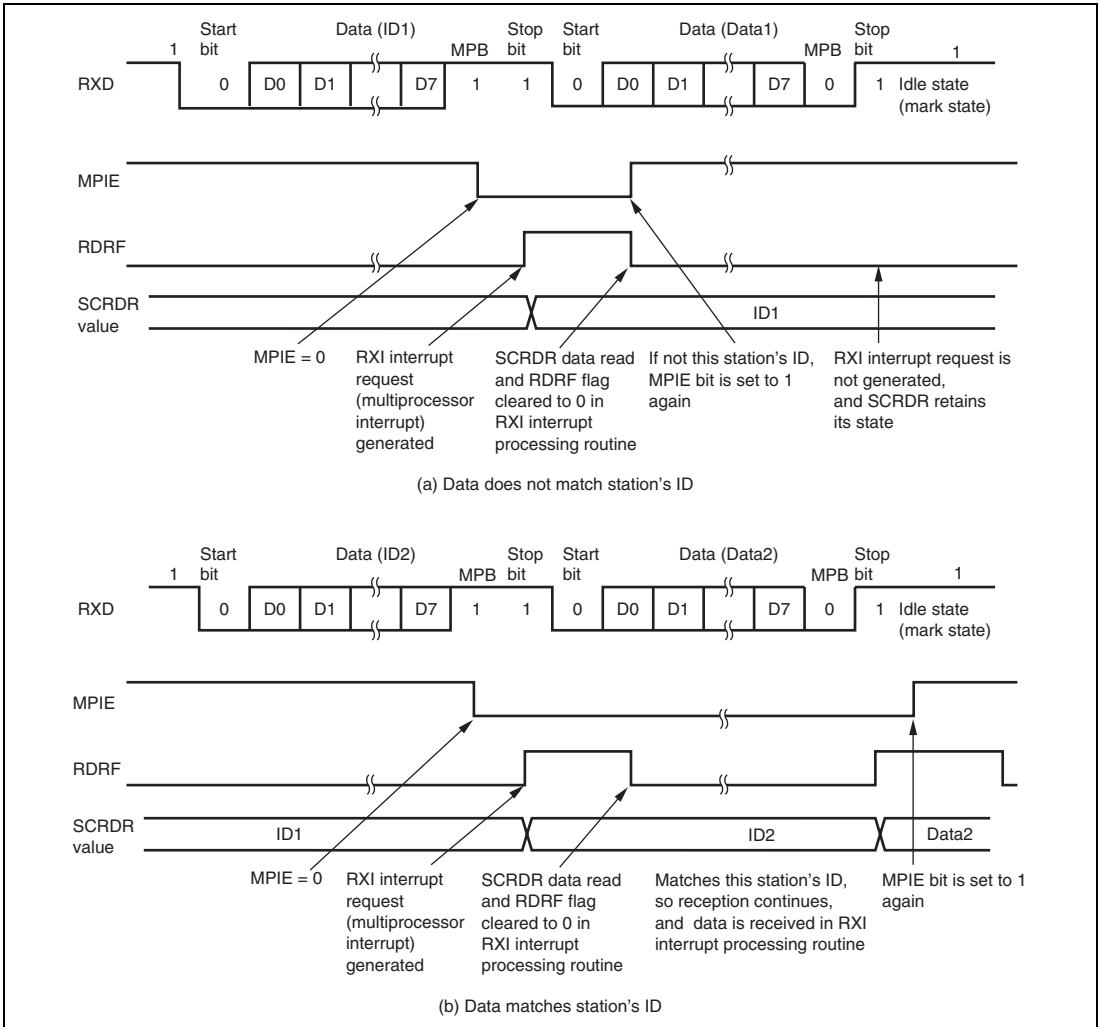 Start bit Data (ID1) MPB Stop bit Start bit Data (Data1) MPB Stop bit
1 1
RXD 0 D0 D1 D7 1 1 0 D0 D1 D7 0 1 Idle state
(mark state)
MPIE
RDRF
SCRDR value
ID1
MPIE = 0
RXI interrupt
request
(multiprocessor
interrupt)
generated
SCRDR data read
and RDRF flag
cleared to 0 in
RXI interrupt
processing routine
If not this station's ID,
MPIE bit is set to 1
again
RXI interrupt request is
not generated,
and SCRDR retains
its state
(a) Data does not match station's ID
Start bit Data (ID2) MPB Stop bit Start bit Data (Data2) MPB Stop bit
1 1
RXD 0 D0 D1 D7 1 1 0 D0 D1 D7 0 1 Idle state
(mark state)
MPIE
RDRF
SCRDR value
ID1 ID2 Data2
MPIE = 0
RXI interrupt
request
(multiprocessor
interrupt)
generated
SCRDR data read
and RDRF flag
cleared to 0 in
RXI interrupt
processing routine
Matches this station's ID,
so reception continues,
and data is received in RXI
interrupt processing routine
MPIE bit is set to 1
again
(b) Data matches station's ID